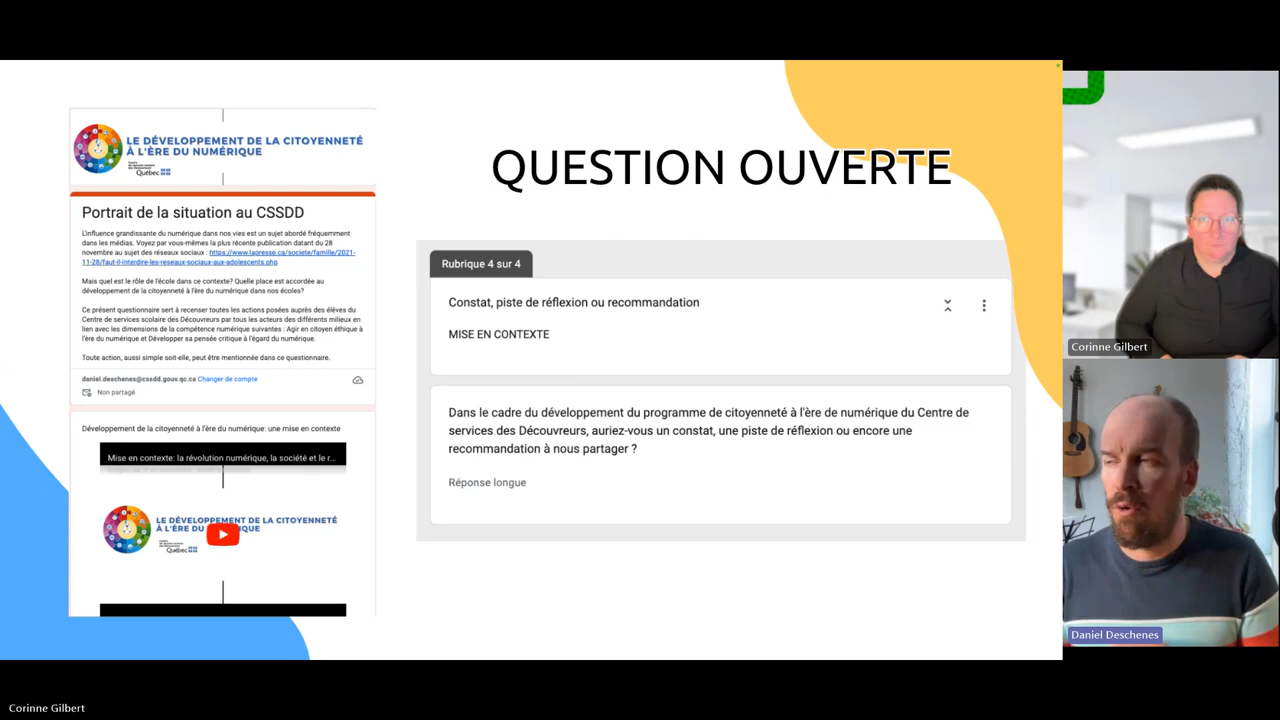 LE DÉVELOPPEMENT DE LA CITOYENNETÉ
À L'ÈRE DU NUMÉRIQUE
Québec
Portrait de la situation au CSSDD
L'influence grandissante du numérique dans nos vies est un sujet abordé fréquemment
dans les médias. Voyez par vous-mêmes la plus récente publication datant du 28
novembre au sujet des réseaux sociaux : https://www.lapresse.ca/societe/famille/2021-
11-28/faut-il-interdire-les-reseaux-sociaux-aux-adolescents.php
Mais quel est le rôle de l'école dans ce contexte? Quelle place est accordée au
développement de la citoyenneté à l'ère du numérique dans nos écoles?
Ce présent questionnaire sert à recenser toutes les actions posées auprès des élèves du
Centre de services scolaire des Découvreurs par tous les acteurs des différents milieux en
lien avec les dimensions de la compétence numérique suivantes : Agir en citoyen éthique à
l'ère du numérique et Développer sa pensée critique à l'égard du numérique.
Toute action, aussi simple soit-elle, peut être mentionnée dans ce questionnaire.
daniel.deschenes@cssdd.gouv.qc.ca Changer de compte
Non partagé
Développement de la citoyenneté à l'ère du numérique: une mise en contexte
Mise en contexte: la révolution numérique, la société et le r...
LE DÉVELOPPEMENT DE LA CITOYENNETÉ
À L'ÈRE DU NUMÉRIQUE
Québec
QUESTION OUVERTE
Rubrique 4 sur 4
Constat, piste de réflexion ou recommandation
MISE EN CONTEXTE
Dans le cadre du développement du programme de citoyenneté à l'ère de numérique du Centre de
services des Découvreurs, auriez-vous un constat, une piste de réflexion ou encore une
recommandation à nous partager ?
Réponse longue
Corinne Gilbert
Daniel Deschenes
Corinne Gilbert